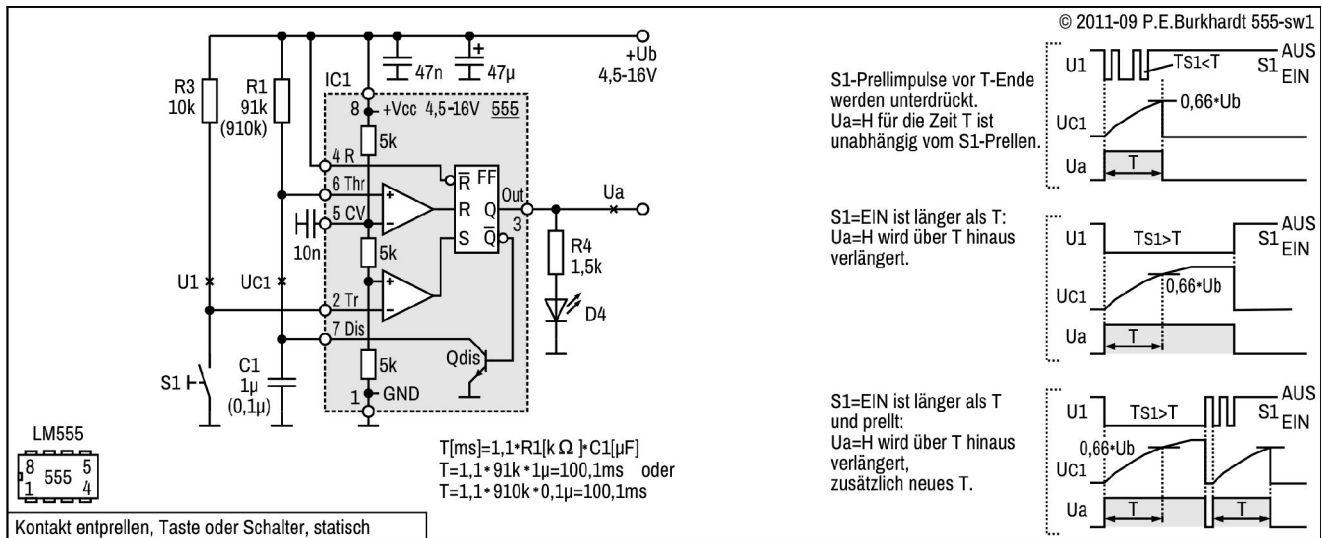 © 2011-09 P.E.Burkhardt 555-sw1
+Ub
4,5-16V
47n
+
47µ
R3
10k
R1
91k
(910k)
IC1
8
+Vcc 4,5-16V 555
5k
4 R
6 Thr
5 CV
10n
+
−
R FF
R
S
Q
Q
Out
3
Ua
5k
+
−
R4
1,5k
D4
U1
UC1
2 Tr
7 Dis
Qdis
5k
1
GND
S1
C1
1µ
(0,1µ)
LM555
8 5
555
1 4
T[ms]=1,1*R1[kΩ]*C1[µF]
T=1,1*91k*1µ=100,1ms oder
T=1,1*910k*0,1µ=100,1ms
Kontakt entprellen, Taste oder Schalter, statisch
S1-Prellimpulse vor T-Ende
werden unterdrückt.
Ua=H für die Zeit T ist
unabhängig vom S1-Prellen.
U1
TS1<T
S1
AUS
EIN
UC1
0,66*Ub
Ua
T
S1=EIN ist länger als T:
Ua=H wird über T hinaus
verlängert.
U1
TS1>T
S1
AUS
EIN
UC1
0,66*Ub
Ua
T
S1=EIN ist länger als T
und prellt:
Ua=H wird über T hinaus
verlängert,
zusätzlich neues T.
U1
TS1>T
S1
AUS
EIN
0,66*Ub
UC1
Ua
T
T